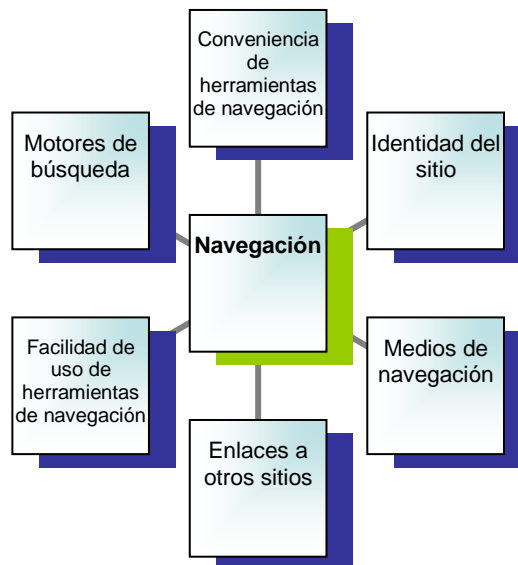 Conveniencia
de
herramientas
de navegación
Motores de
búsqueda
Identidad del
sitio
Navegación
Facilidad de
uso de
herramientas
de navegación
Medios de
navegación
Enlaces a
otros sitios